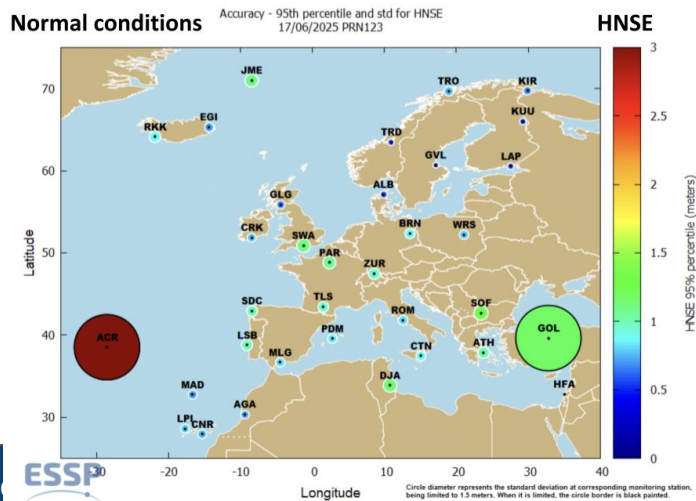 Normal conditions
Accuracy - 95th percentile and std for HNSE
17/06/2025 PRN123
HNSE
JME
TRO
KIR
KUU
EGI
RKK
TRD
GVL
LAP
ALB
GLG
CRK
SWA
BRN
WRS
PAR
ZUR
SDC
TLS
SOF
ROM
GOL
ACR
LSB
PDM
MLG
CTN
ATH
DJA
HFA
MAD
AGA
LPI
CNR
70
60
50
40
30
Latitude
-30
-20
-10
0
10
20
30
40
Longitude
3
2.5
2
1.5
1
0.5
0
HNSE 95% percentile (meters)
ESSP
Circle diameter represents the standard deviation at corresponding monitoring station,
being limited to 1.5 meters. When it is limited, the circle border is black painted.